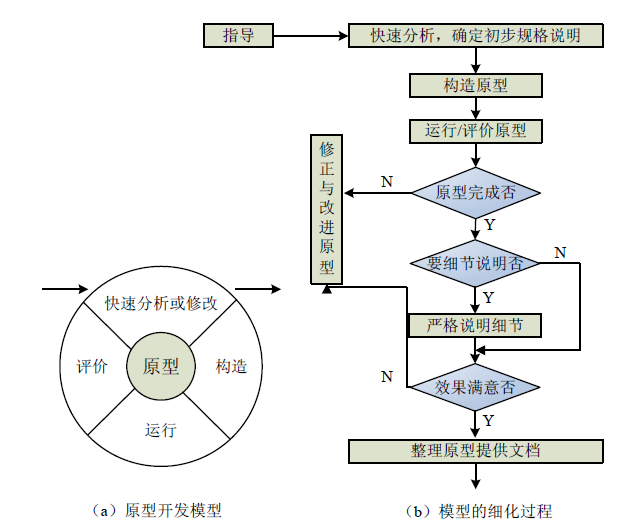 指导
快速分析，确定初步规格说明
构造原型
运行/评价原型
修正与改进原型
原型完成否
N
Y
要细节说明否
N
Y
严格说明细节
效果满意否
N
Y
整理原型提供文档
快速分析或修改
评价
原型
构造
运行
（a）原型开发模型
（b）模型的细化过程